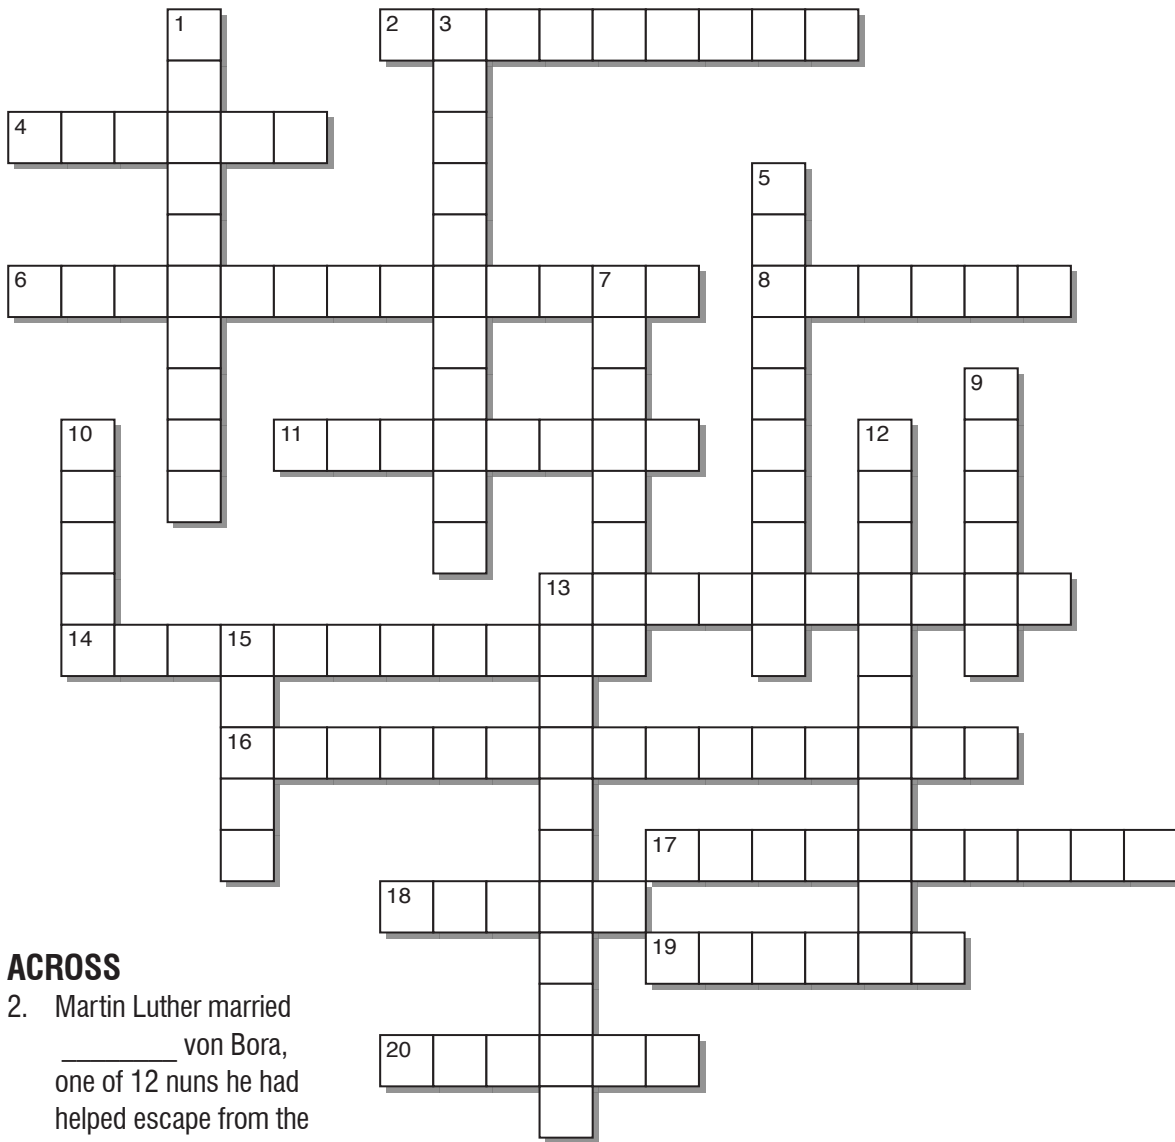 1
2 3
4
5
6 7 8
9
10 11 12
13
14 15
16
17
18
19
20
ACROSS
2. Martin Luther married
________ von Bora,
one of 12 nuns he had
helped escape from the